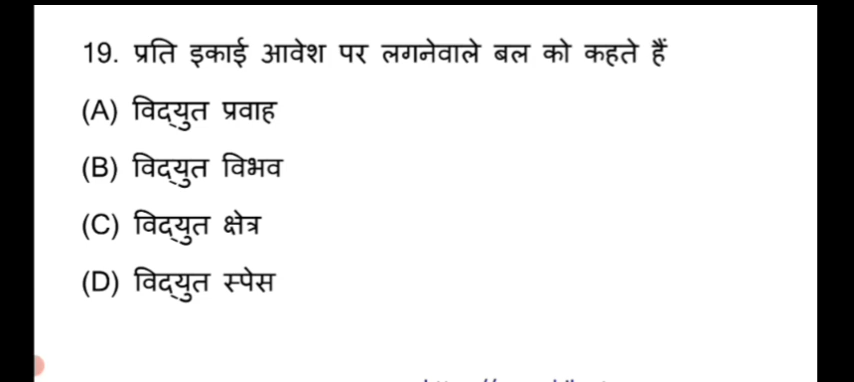 19. प्रति इकाई आवेश पर लगनेवाले बल को कहते हैं
(A) विद्‌युत प्रवाह
(B) विद्‌युत विभव
(C) विद्‌युत क्षेत्र
(D) विद्‌युत स्पेस